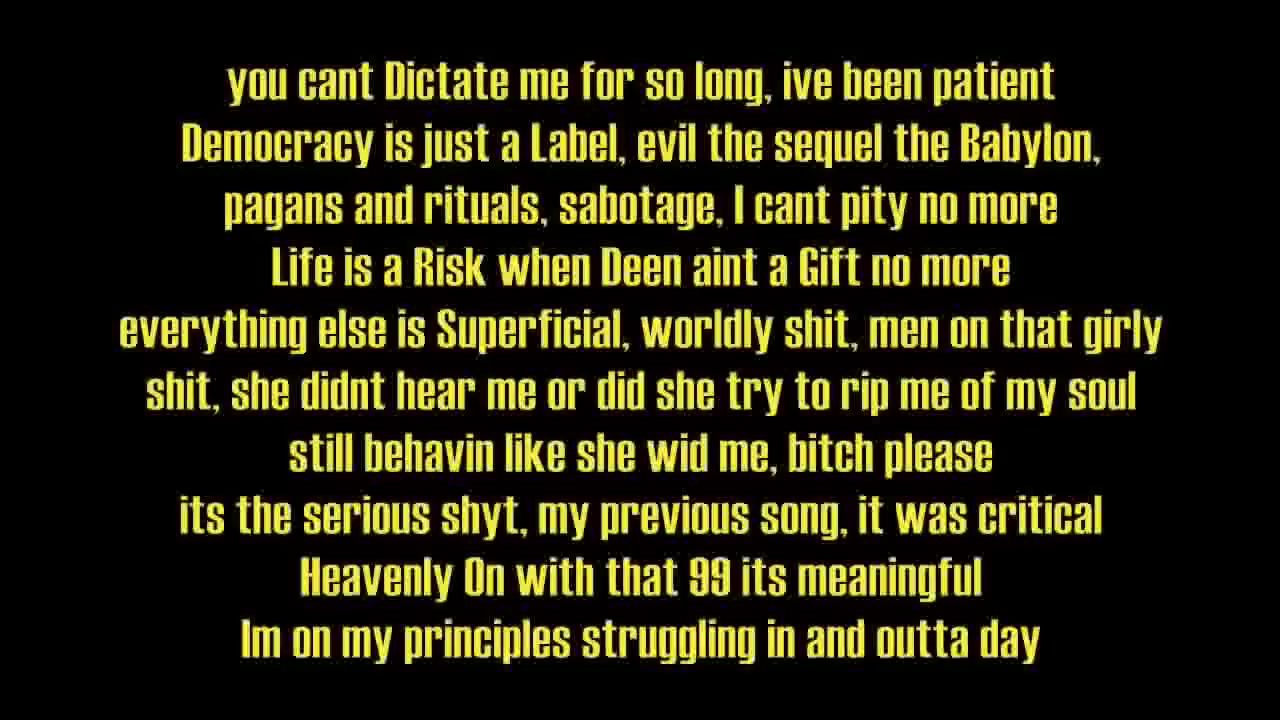 you cant Dictate me for so long, ive been patient
Democracy is just a Label, evil the sequel the Babylon,
pagans and rituals, sabotage, I cant pity no more
Life is a Risk when Deen aint a Gift no more
everything else is Superficial, worldly shit, men on that girly
shit, she didnt hear me or did she try to rip me of my soul
still behavin like she wid me, bitch please
its the serious shyt, my previous song, it was critical
Heavenly On with that 99 its meaningful
Im on my principles struggling in and outta day